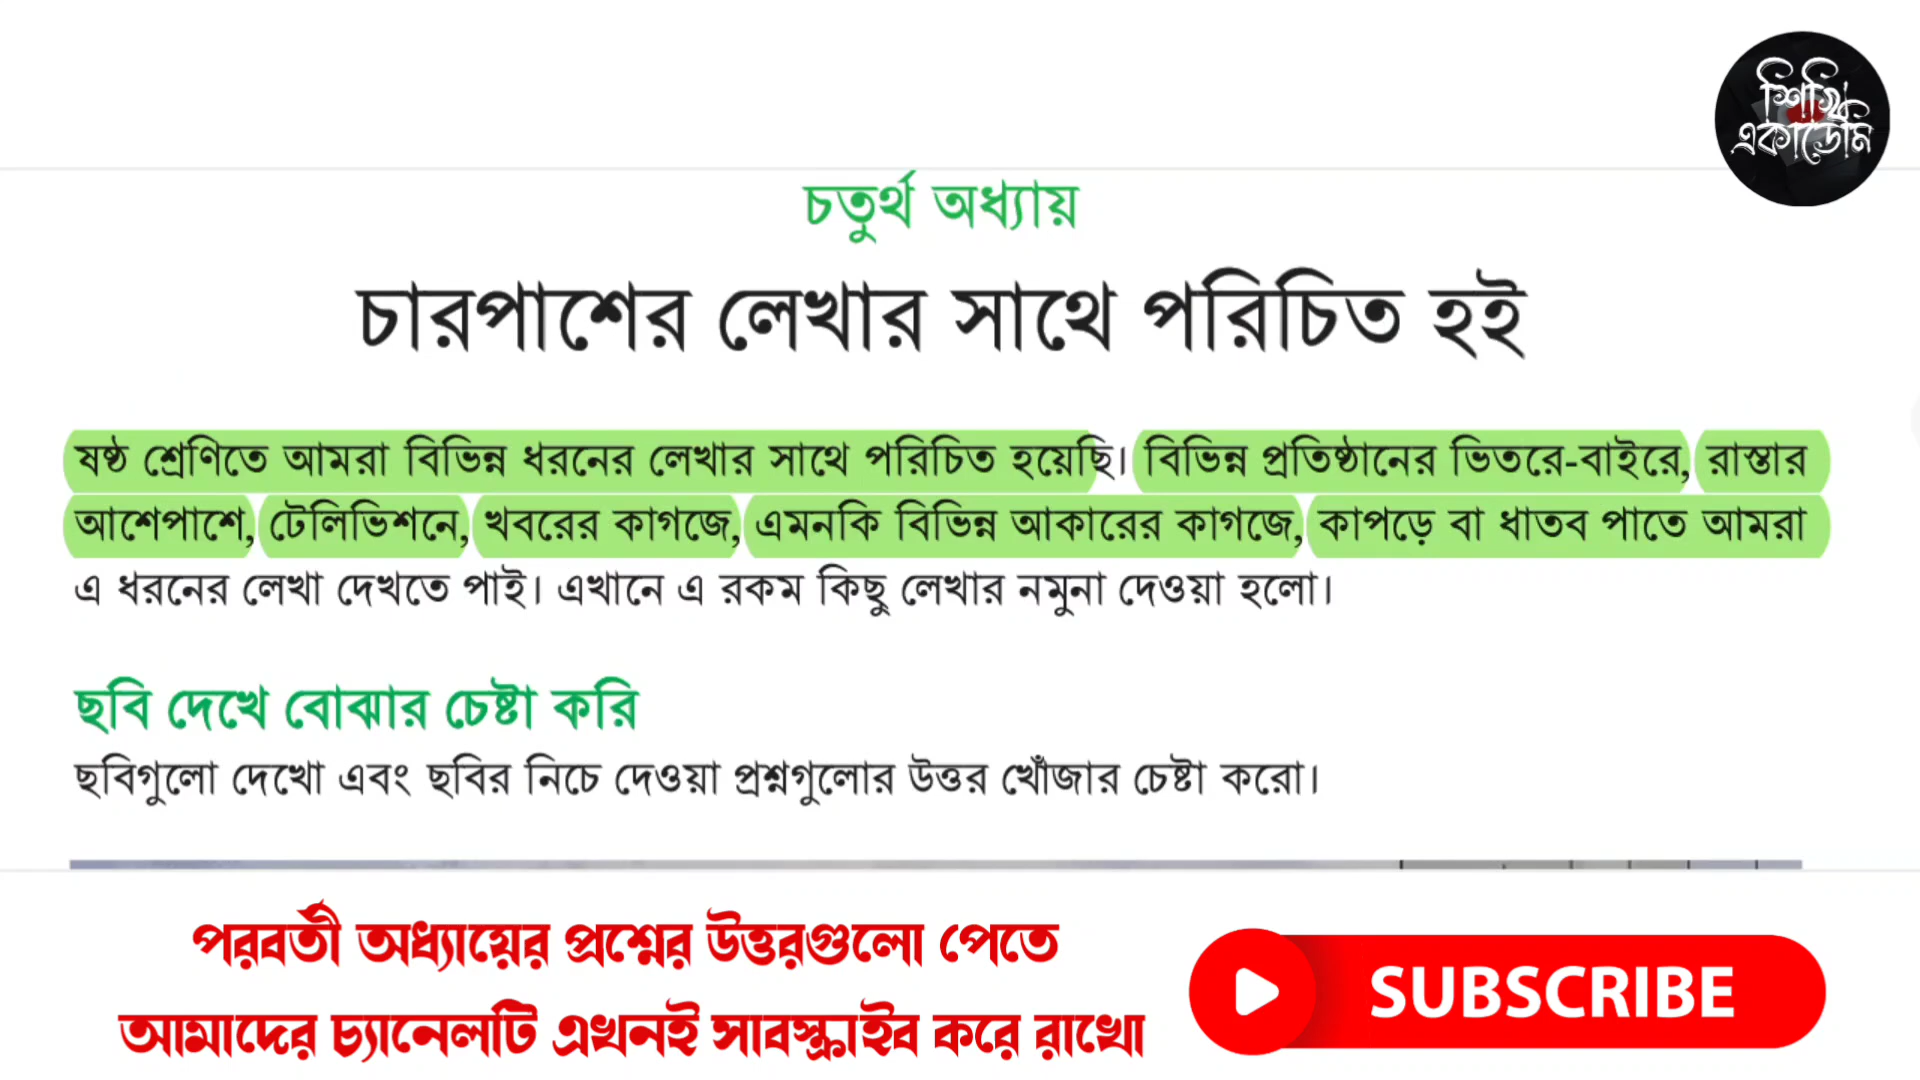 শিখি
একাডেমি
চতুর্থ অধ্যায়
চারপাশের লেখার সাথে পরিচিত হই
ষষ্ঠ শ্রেণিতে আমরা বিভিন্ন ধরনের লেখার সাথে পরিচিত হয়েছি। বিভিন্ন প্রতিষ্ঠানের ভিতরে-বাইরে, রাস্তার
আশেপাশে, টেলিভিশনে, খবরের কাগজে, এমনকি বিভিন্ন আকারের কাগজে, কাপড়ে বা ধাতব পাতে আমরা
এ ধরনের লেখা দেখতে পাই। এখানে এ রকম কিছু লেখার নমুনা দেওয়া হলো।
ছবি দেখে বোঝার চেষ্টা করি
ছবিগুলো দেখো এবং ছবির নিচে দেওয়া প্রশ্নগুলোর উত্তর খোঁজার চেষ্টা করো।
পরবর্তী অধ্যায়ের প্রশ্নের উত্তরগুলো পেতে
আমাদের চ্যানেলটি এখনই সাবস্ক্রাইব করে রাখো
SUBSCRIBE